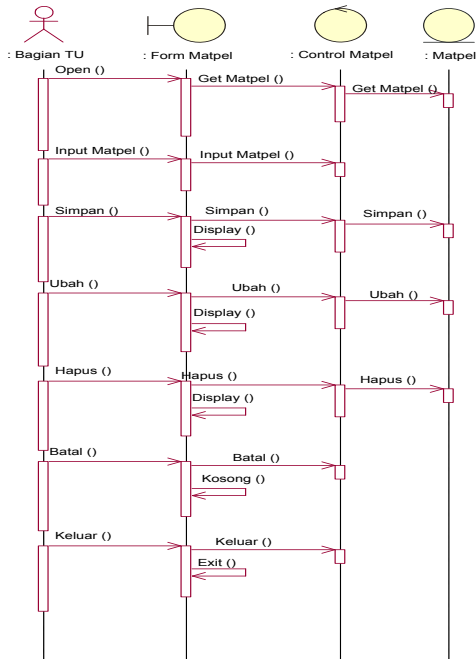 : Bagian TU
: Form Matpel
: Control Matpel
: Matpel
Open ()
Get Matpel ()
Get Matpel ()
Input Matpel ()
Input Matpel ()
Simpan ()
Simpan ()
Simpan ()
Display ()
Ubah ()
Ubah ()
Ubah ()
Display ()
Hapus ()
Hapus ()
Hapus ()
Display ()
Batal ()
Batal ()
Kosong ()
Keluar ()
Keluar ()
Exit ()